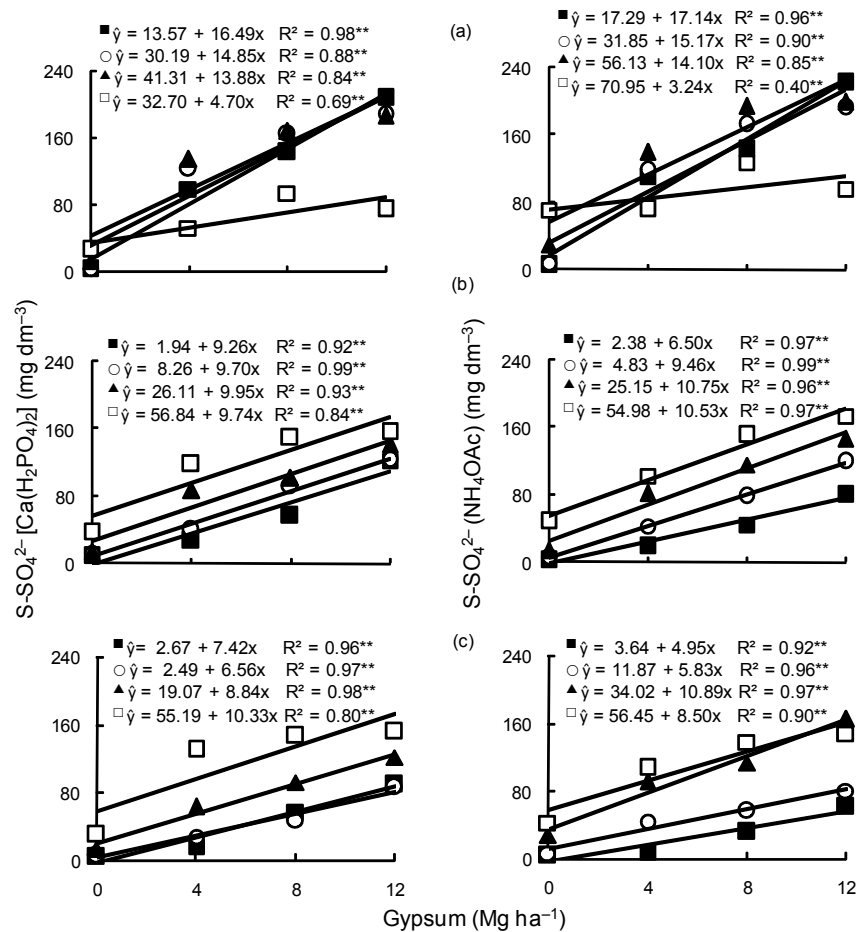 ŷ = 13.57 + 16.49x R² = 0.98**
ŷ = 30.19 + 14.85x R² = 0.88**
ŷ = 41.31 + 13.88x R² = 0.84**
ŷ = 32.70 + 4.70x R² = 0.69**
(a)
ŷ = 17.29 + 17.14x R² = 0.96**
ŷ = 31.85 + 15.17x R² = 0.90**
ŷ = 56.13 + 14.10x R² = 0.85**
ŷ = 70.95 + 3.24x R² = 0.40**
240
160
80
0
240
160
80
0
(b)
ŷ = 1.94 + 9.26x R² = 0.92**
ŷ = 8.26 + 9.70x R² = 0.99**
ŷ = 26.11 + 9.95x R² = 0.93**
ŷ = 56.84 + 9.74x R² = 0.84**
ŷ = 2.38 + 6.50x R² = 0.97**
ŷ = 4.83 + 9.46x R² = 0.99**
ŷ = 25.15 + 10.75x R² = 0.96**
ŷ = 54.98 + 10.53x R² = 0.97**
240
160
80
0
240
160
80
0
S-SO₄²⁻ [Ca(H₂PO₄)₂] (mg dm⁻³)
S-SO₄²⁻ (NH₄OAc) (mg dm⁻³)
(c)
ŷ= 2.67 + 7.42x R² = 0.96**
ŷ = 2.49 + 6.56x R² = 0.97**
ŷ = 19.07 + 8.84x R² = 0.98**
ŷ = 55.19 + 10.33x R² = 0.80**
ŷ = 3.64 + 4.95x R² = 0.92**
ŷ = 11.87 + 5.83x R² = 0.96**
ŷ = 34.02 + 10.89x R² = 0.97**
ŷ = 56.45 + 8.50x R² = 0.90**
240
160
80
0
240
160
80
0
0 4 8 12
0 4 8 12
Gypsum (Mg ha⁻¹)